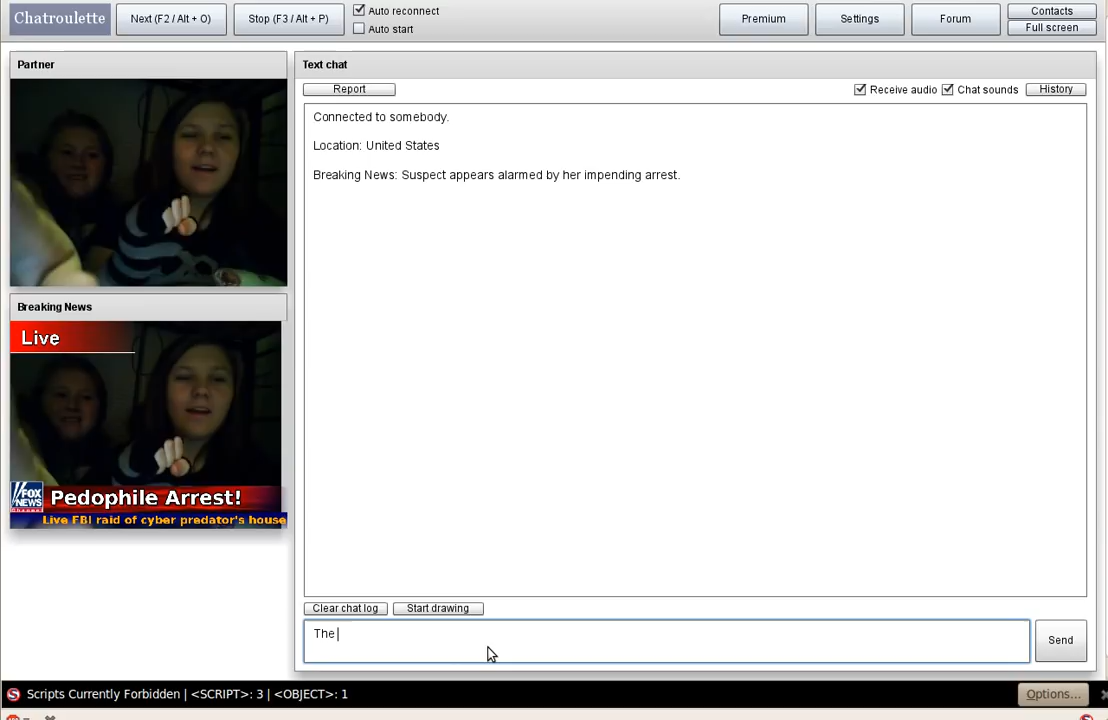 Chatroulette
Next (F2 / Alt + O)
Stop (F3 / Alt + P)
Auto reconnect
Auto start
Premium
Settings
Forum
Contacts
Full screen
Partner
Text chat
Report
Receive audio
Chat sounds
History
Connected to somebody.
Location: United States
Breaking News: Suspect appears alarmed by her impending arrest.
Breaking News
Live
FOX
NEWS
Channel
Pedophile Arrest!
Live FBI raid of cyber predator's house
Clear chat log
Start drawing
The
Send
Scripts Currently Forbidden | <SCRIPT>: 3 | <OBJECT>: 1
Options...